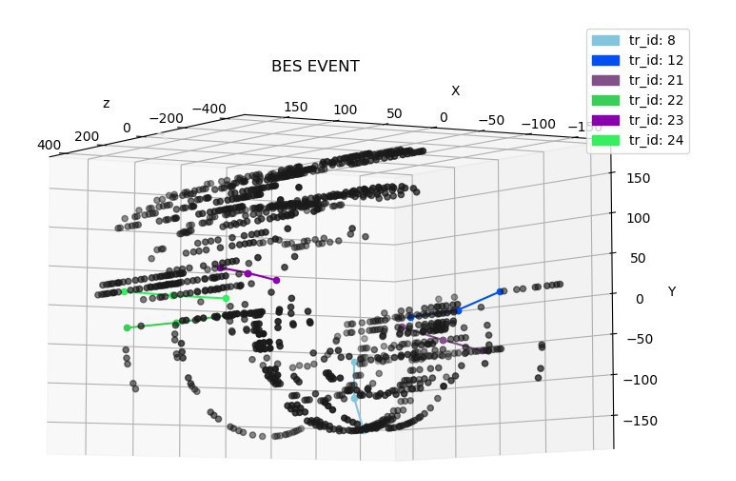 BES EVENT
tr_id: 8
tr_id: 12
tr_id: 21
tr_id: 22
tr_id: 23
tr_id: 24
z
400 200 0 −200 −400
X
150 100 50 0 −50 −100
Y
150
100
50
0
−50
−100
−150